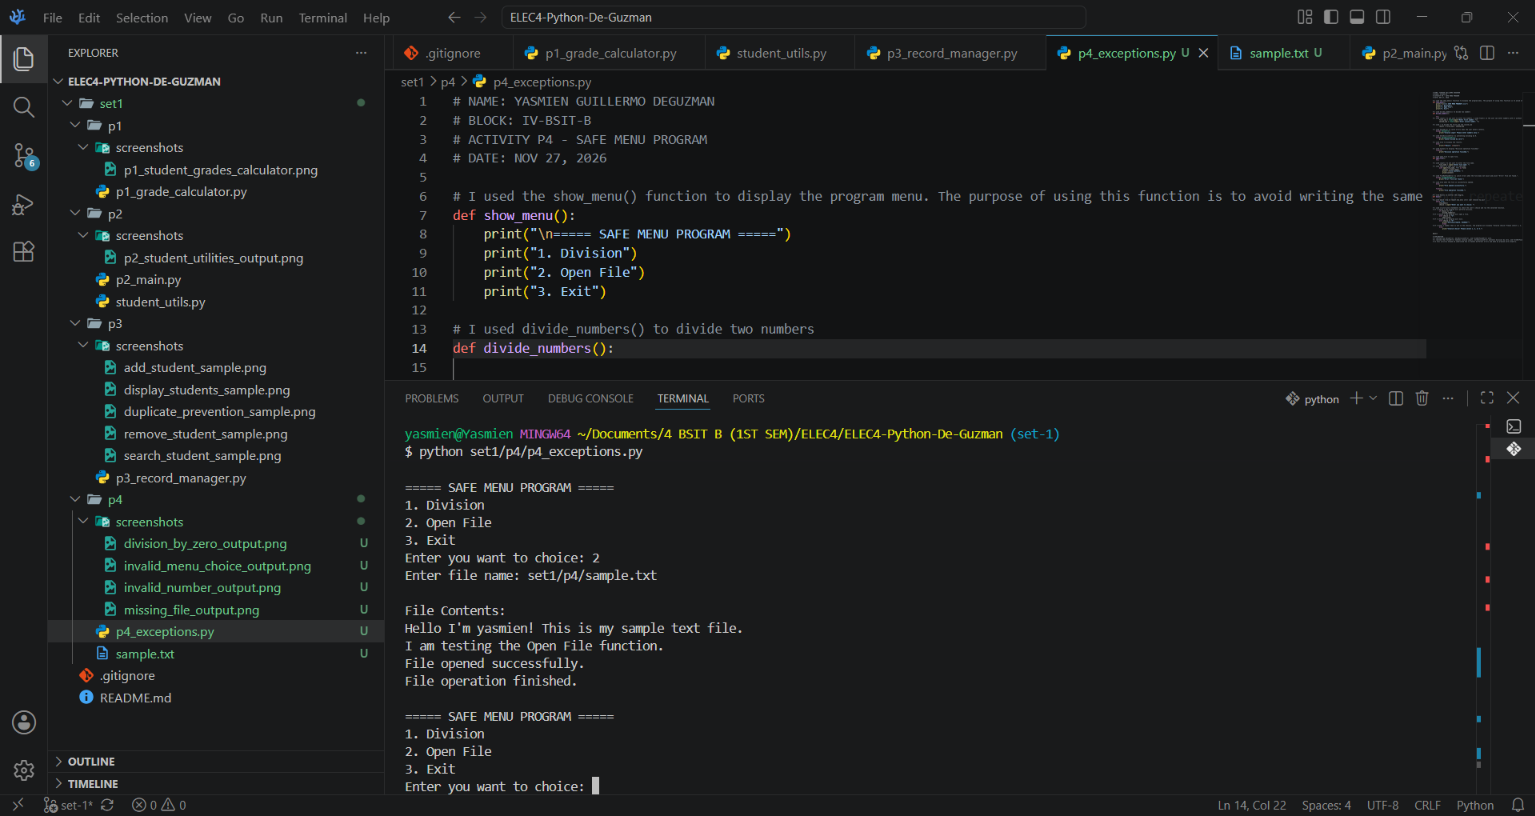 File Edit Selection View Go Run Terminal Help
ELEC4-Python-De-Guzman
EXPLORER
ELEC4-PYTHON-DE-GUZMAN
set1
p1
screenshots
p1_student_grades_calculator.png
p1_grade_calculator.py
p2
screenshots
p2_student_utilities_output.png
p2_main.py
student_utils.py
p3
screenshots
add_student_sample.png
display_students_sample.png
duplicate_prevention_sample.png
remove_student_sample.png
search_student_sample.png
p3_record_manager.py
p4
screenshots
division_by_zero_output.png U
invalid_menu_choice_output.png U
invalid_number_output.png U
missing_file_output.png U
p4_exceptions.py U
sample.txt U
.gitignore
README.md
OUTLINE
TIMELINE
6
.gitignore p1_grade_calculator.py student_utils.py p3_record_manager.py p4_exceptions.py U sample.txt U p2_main.py
set1 > p4 > p4_exceptions.py
1 # NAME: YASMIEN GUILLERMO DEGUZMAN
2 # BLOCK: IV-BSIT-B
3 # ACTIVITY P4 - SAFE MENU PROGRAM
4 # DATE: NOV 27, 2026
5
6 # I used the show_menu() function to display the program menu. The purpose of using this function is to avoid writing the same
7 def show_menu():
8 print("\n===== SAFE MENU PROGRAM =====")
9 print("1. Division")
10 print("2. Open File")
11 print("3. Exit")
12
13 # I used divide_numbers() to divide two numbers
14 def divide_numbers():
15
PROBLEMS OUTPUT DEBUG CONSOLE TERMINAL PORTS
python
yasmien@Yasmien MINGW64 ~/Documents/4 BSIT B (1ST SEM)/ELEC4/ELEC4-Python-De-Guzman (set-1)
$ python set1/p4/p4_exceptions.py
===== SAFE MENU PROGRAM =====
1. Division
2. Open File
3. Exit
Enter you want to choice: 2
Enter file name: set1/p4/sample.txt
File Contents:
Hello I'm yasmien! This is my sample text file.
I am testing the Open File function.
File opened successfully.
File operation finished.
===== SAFE MENU PROGRAM =====
1. Division
2. Open File
3. Exit
Enter you want to choice:
set-1* 0 0
Ln 14, Col 22 Spaces: 4 UTF-8 CRLF Python